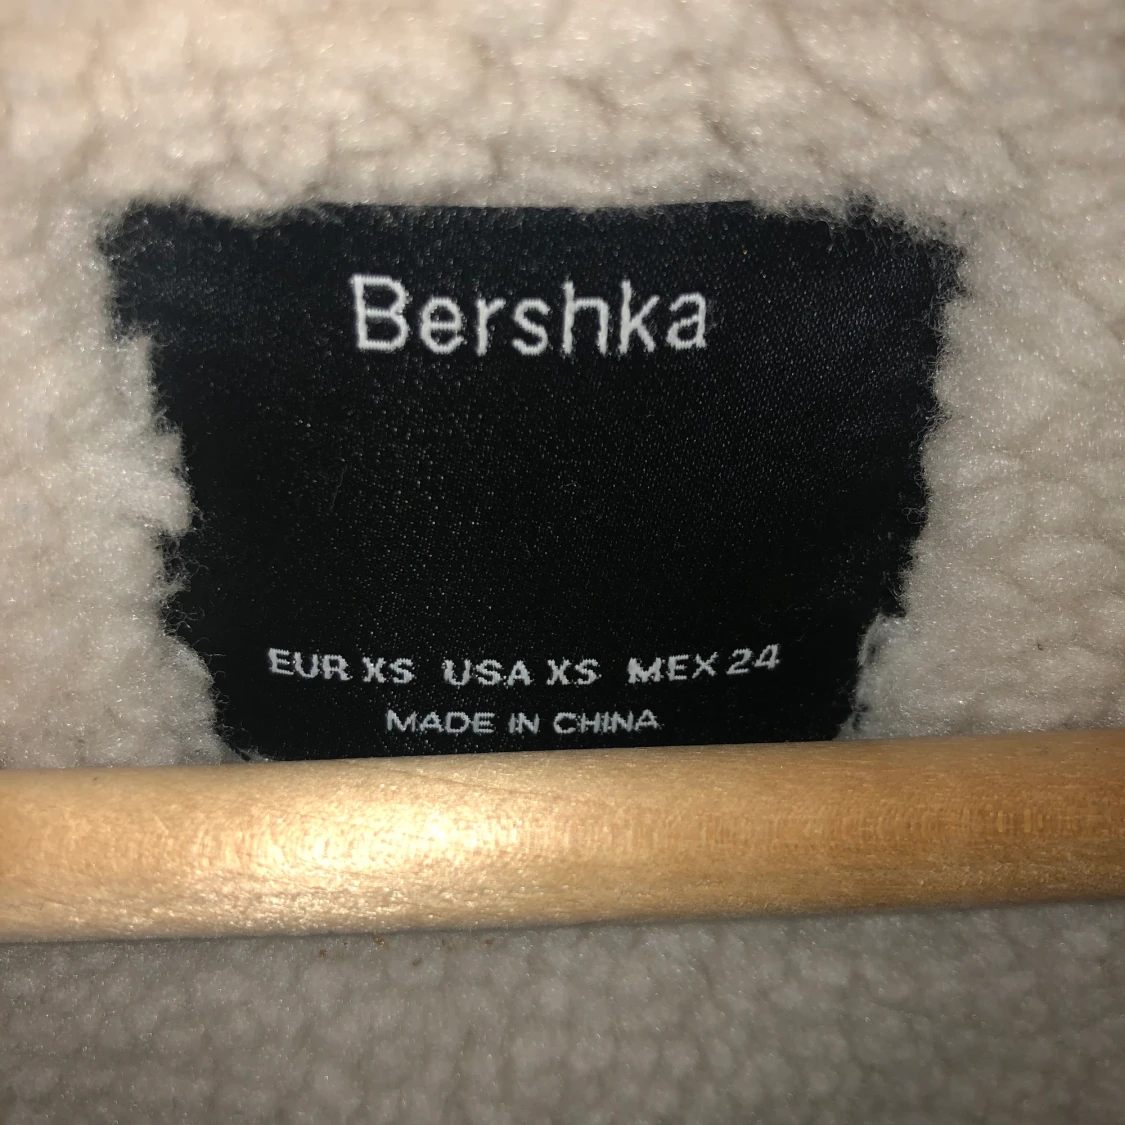 Bershka
EUR XS USA XS MEX 24
MADE IN CHINA